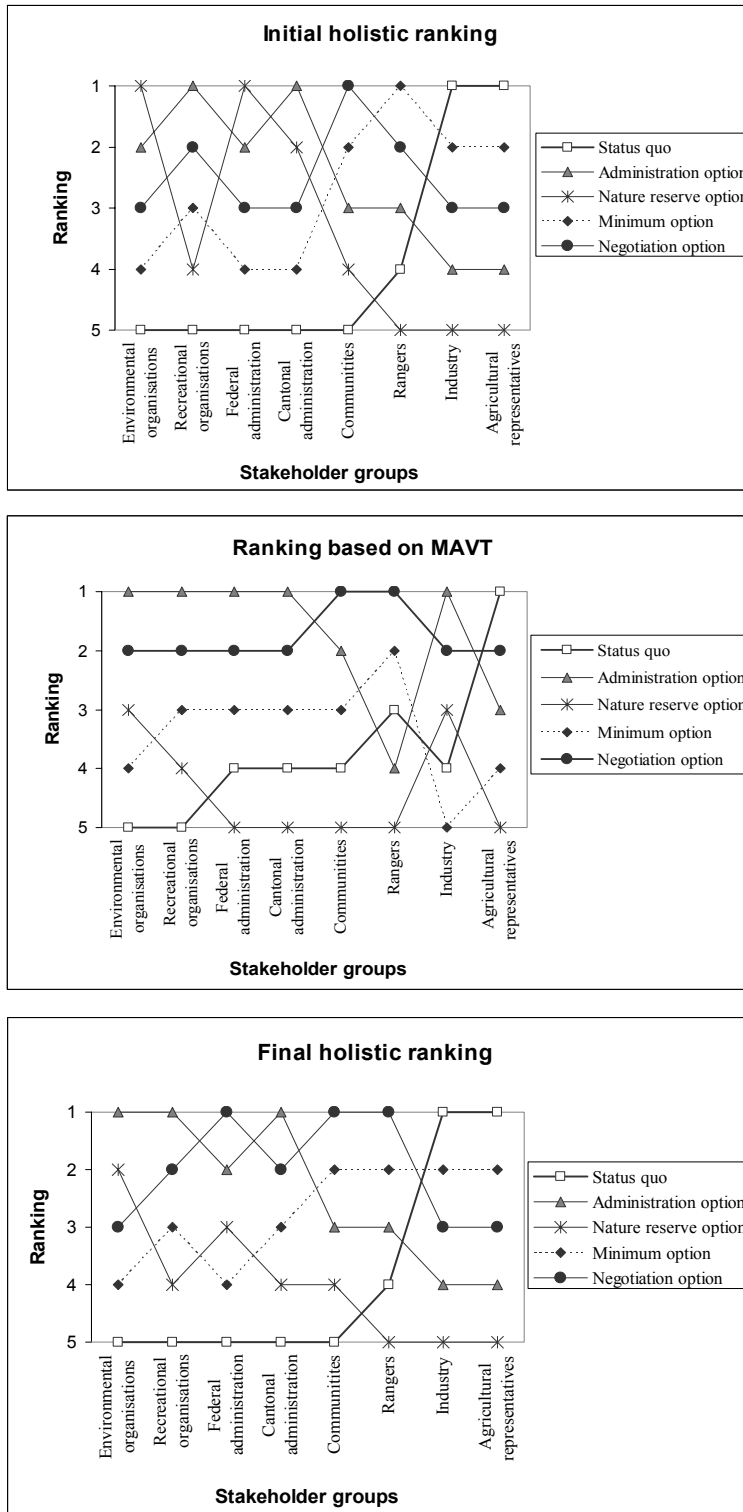 Initial holistic ranking
Ranking
1
2
3
4
5
Environmental
organisations
Recreational
organisations
Federal
administration
Cantonal
administration
Communitites
Rangers
Industry
Agricultural
representatives
Stakeholder groups
Status quo
Administration option
Nature reserve option
Minimum option
Negotiation option
Ranking based on MAVT
Ranking
1
2
3
4
5
Environmental
organisations
Recreational
organisations
Federal
administration
Cantonal
administration
Communitites
Rangers
Industry
Agricultural
representatives
Stakeholder groups
Status quo
Administration option
Nature reserve option
Minimum option
Negotiation option
Final holistic ranking
Ranking
1
2
3
4
5
Environmental
organisations
Recreational
organisations
Federal
administration
Cantonal
administration
Communitites
Rangers
Industry
Agricultural
representatives
Stakeholder groups
Status quo
Administration option
Nature reserve option
Minimum option
Negotiation option